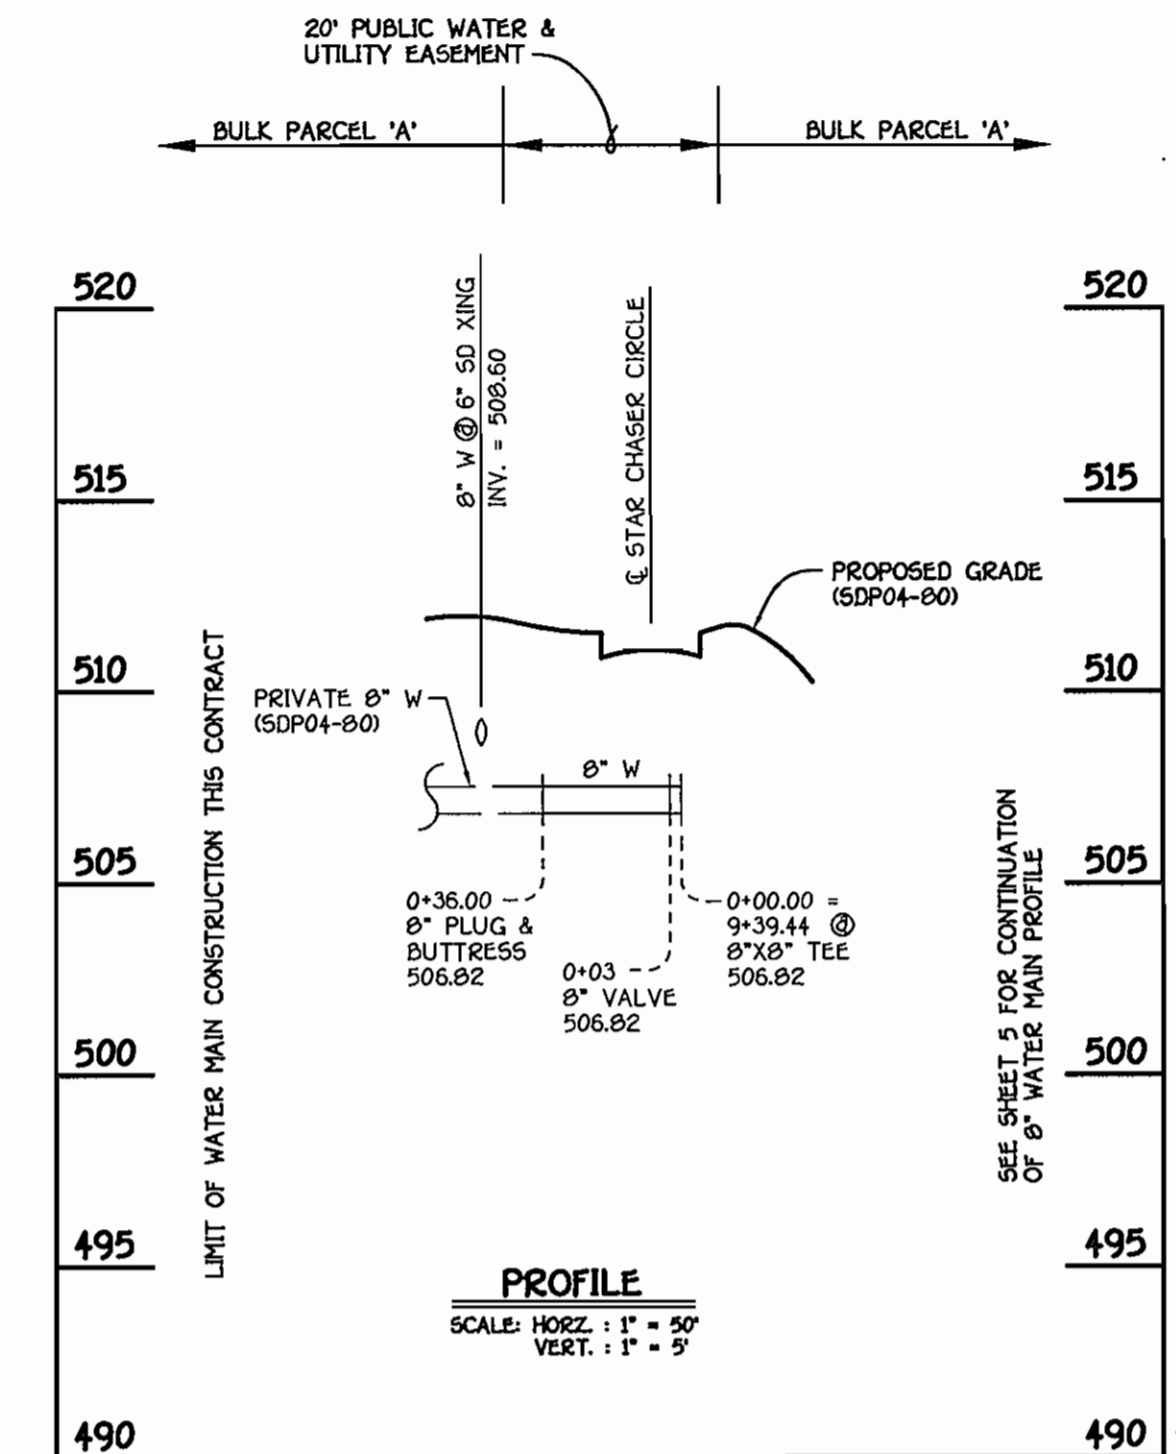 20' PUBLIC WATER &
UTILITY EASEMENT
BULK PARCEL 'A'
BULK PARCEL 'A'
520
520
8" W @ 6" SD XING
INV. = 508.60
℄ STAR CHASER CIRCLE
515
515
PROPOSED GRADE
(SDP04-80)
510
510
LIMIT OF WATER MAIN CONSTRUCTION THIS CONTRACT
PRIVATE 8" W
(SDP04-80)
8" W
505
505
0+36.00
8" PLUG &
BUTTRESS
506.82
0+03
8" VALVE
506.82
0+00.00 =
9+39.44 @
8"X8" TEE
506.82
SEE SHEET 5 FOR CONTINUATION
OF 8" WATER MAIN PROFILE
500
500
495
495
PROFILE
SCALE: HORZ. : 1" = 50'
VERT. : 1" = 5'
490
490